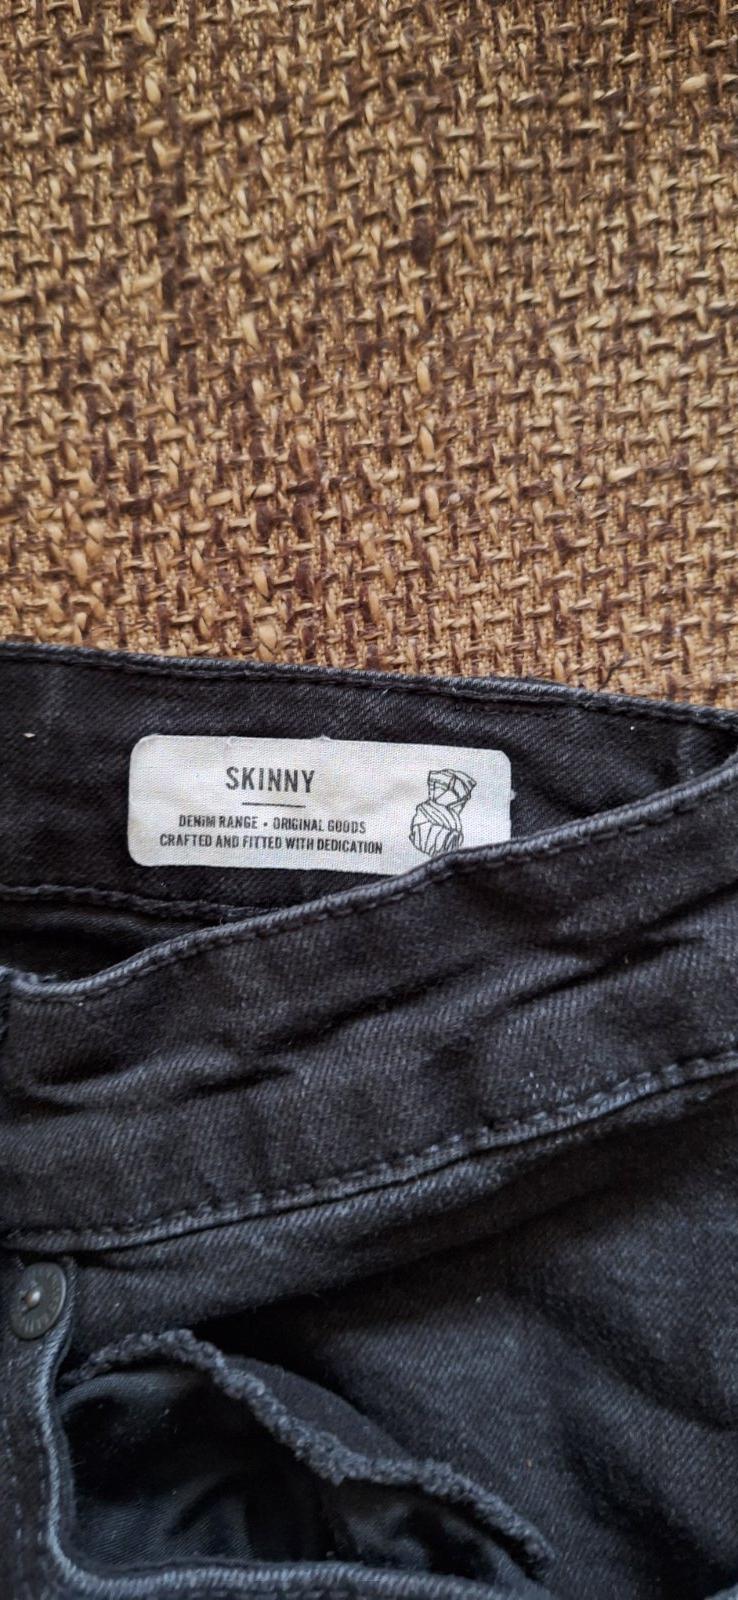 SKINNY
DENIM RANGE • ORIGINAL GOODS
CRAFTED AND FITTED WITH DEDICATION